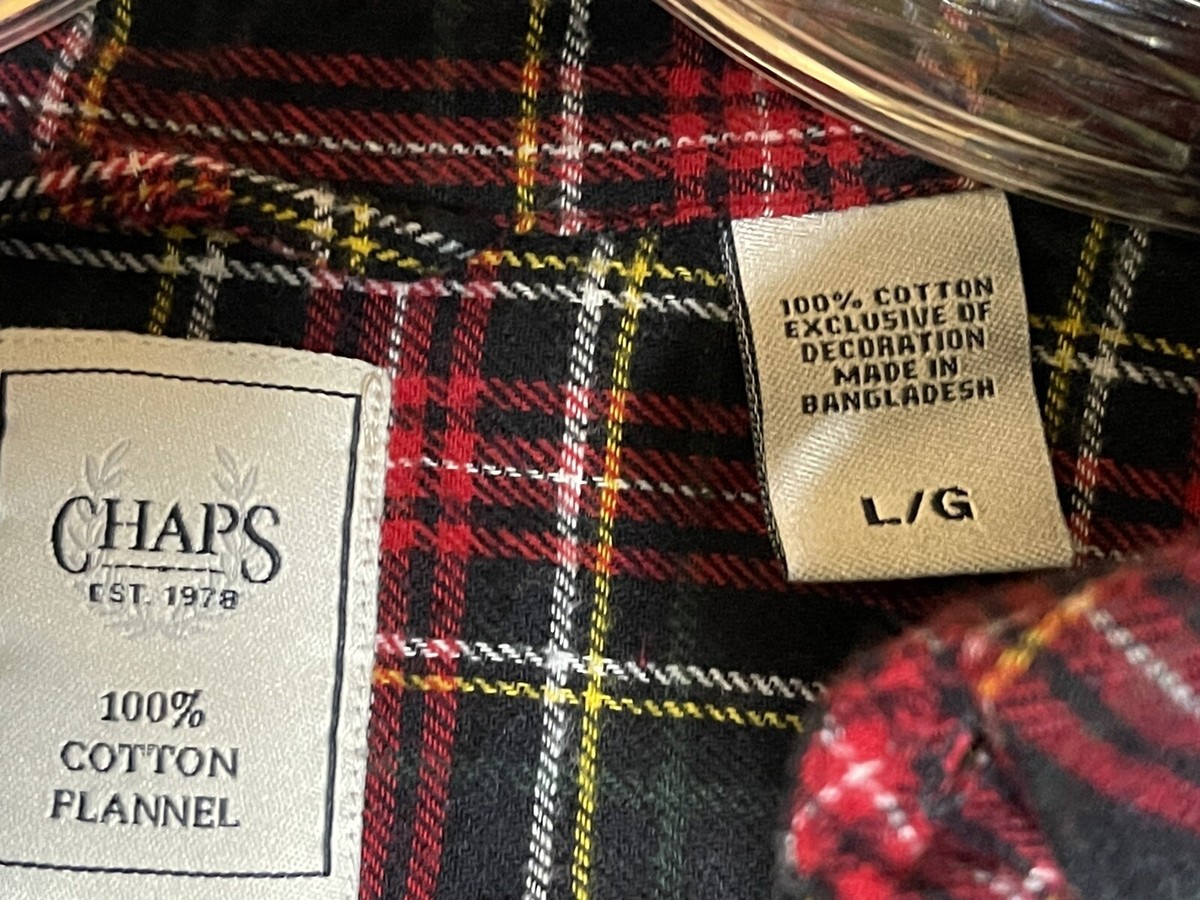 CHAPS
EST. 1978
100%
COTTON
FLANNEL
100% COTTON
EXCLUSIVE OF
DECORATION
MADE IN
BANGLADESH
L/G